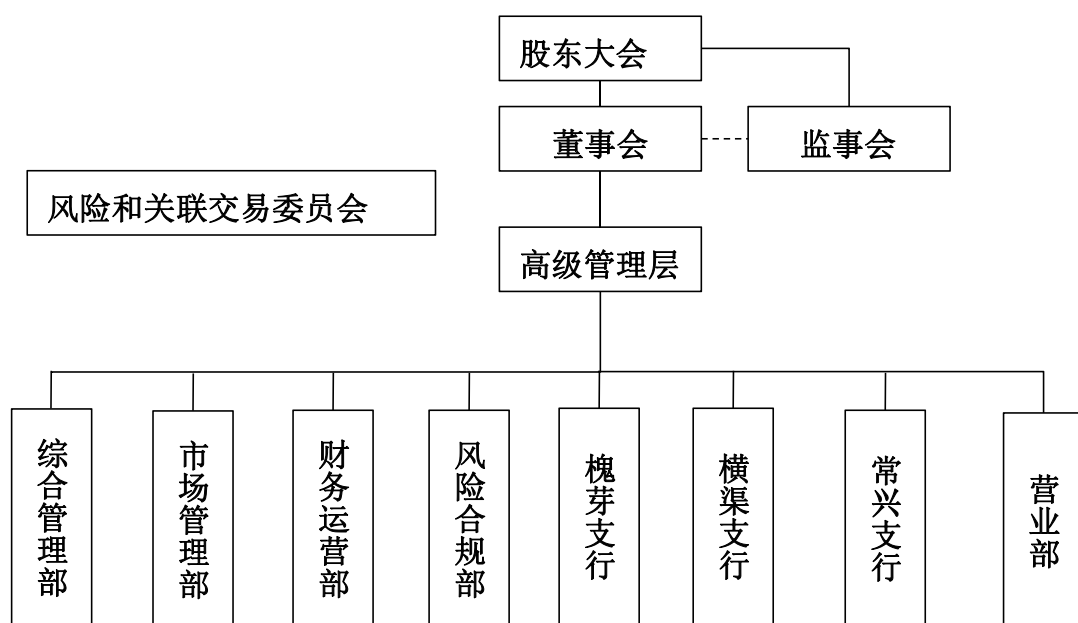 股东大会
董事会
监事会
风险和关联交易委员会
高级管理层
综合管理部
市场管理部
财务运营部
风险合规部
槐芽支行
横渠支行
常兴支行
营业部